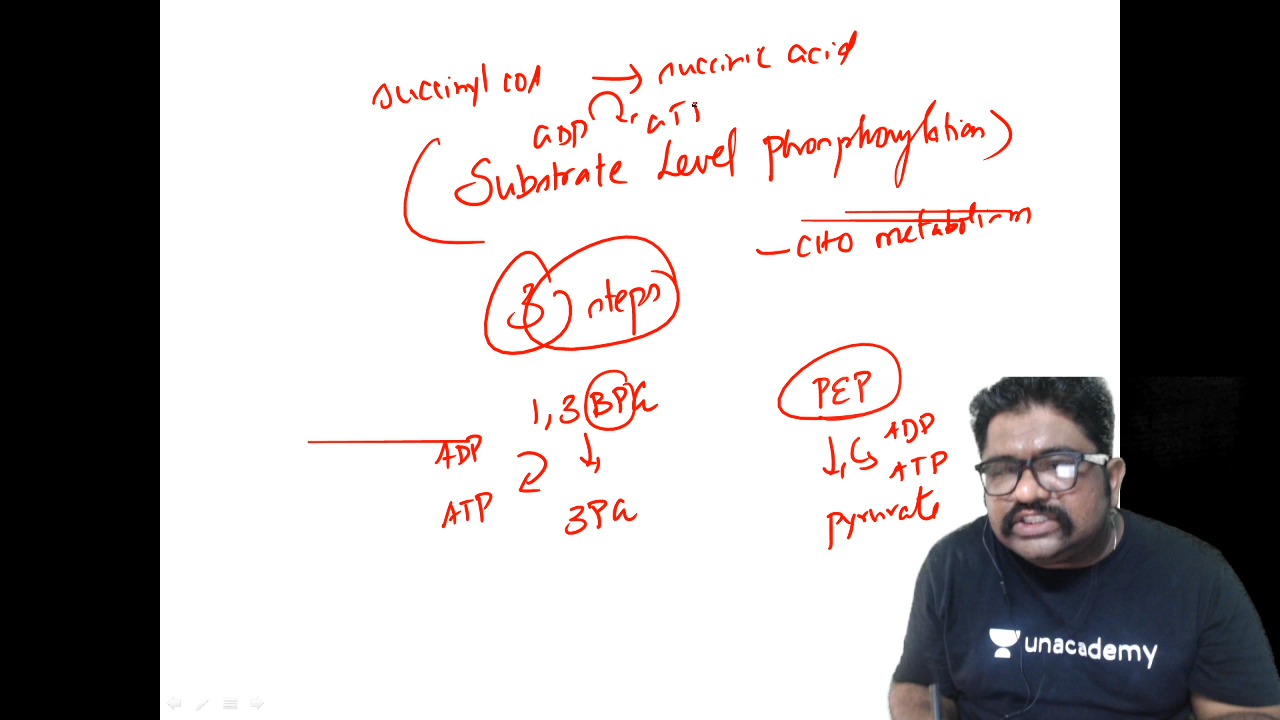 succinyl COA → succinic acid
ADP ATP
(Substrate Level phosphorylation)
- CHO metabolism
3 steps
1,3 BPG
PEP
ADP
ADP
ATP
ATP
3PG
pyruvate
unacademy